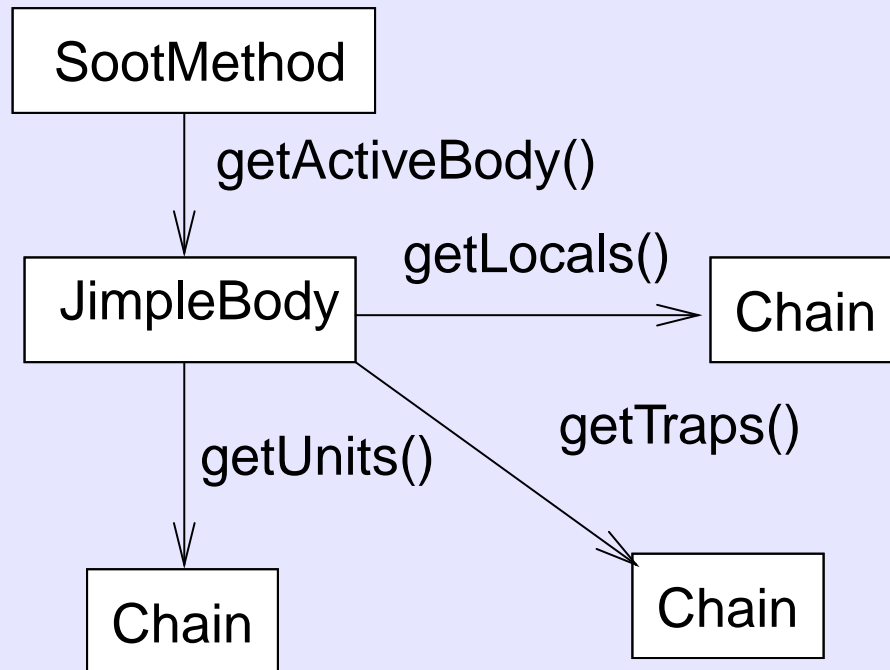 SootMethod
getActiveBody()
getLocals()
JimpleBody
Chain
getTraps()
getUnits()
Chain
Chain